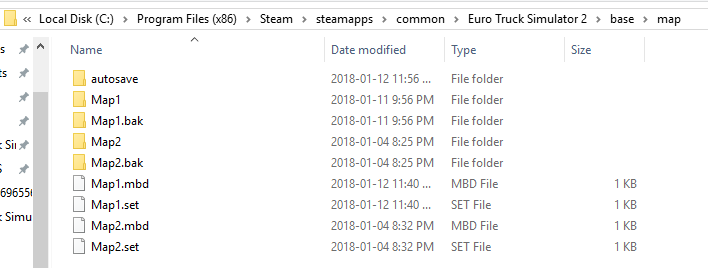 Local Disk (C:) > Program Files (x86) > Steam > steamapps > common > Euro Truck Simulator 2 > base > map
Name Date modified Type Size
autosave 2018-01-12 11:56 ... File folder
Map1 2018-01-11 9:56 PM File folder
Map1.bak 2018-01-11 9:56 PM File folder
Map2 2018-01-04 8:25 PM File folder
Map2.bak 2018-01-04 8:25 PM File folder
Map1.mbd 2018-01-12 11:40 ... MBD File 1 KB
Map1.set 2018-01-12 11:40 ... SET File 1 KB
Map2.mbd 2018-01-04 8:32 PM MBD File 1 KB
Map2.set 2018-01-04 8:32 PM SET File 1 KB